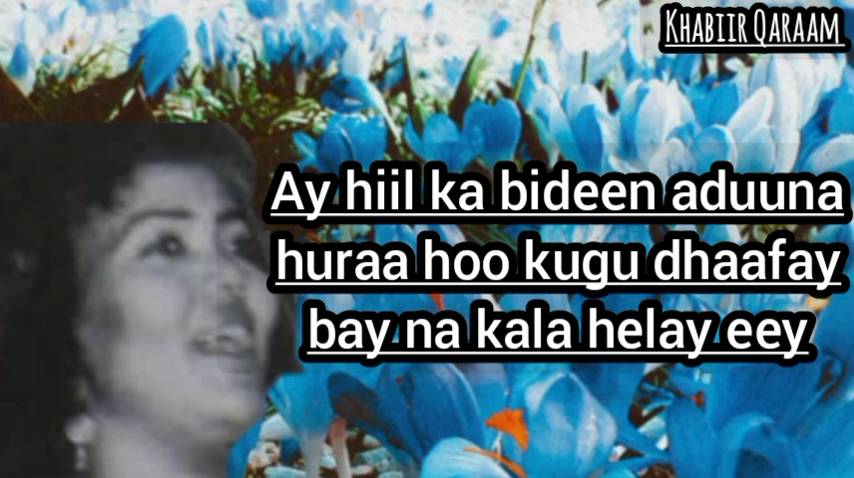 KHABIIR QARAAM
Ay hiil ka bideen aduuna
huraa hoo kugu dhaafay
bay na kala helay eey